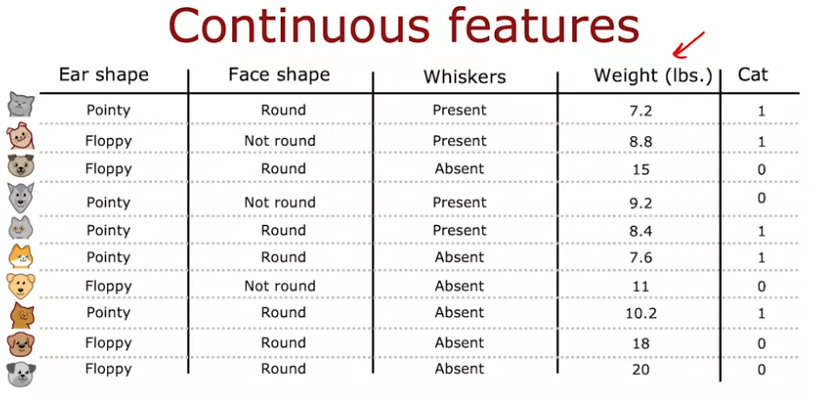 Continuous features
Ear shape Face shape Whiskers Weight (lbs.) Cat
Pointy Round Present 7.2 1
Floppy Not round Present 8.8 1
Floppy Round Absent 15 0
Pointy Not round Present 9.2 0
Pointy Round Present 8.4 1
Pointy Round Absent 7.6 1
Floppy Not round Absent 11 0
Pointy Round Absent 10.2 1
Floppy Round Absent 18 0
Floppy Round Absent 20 0